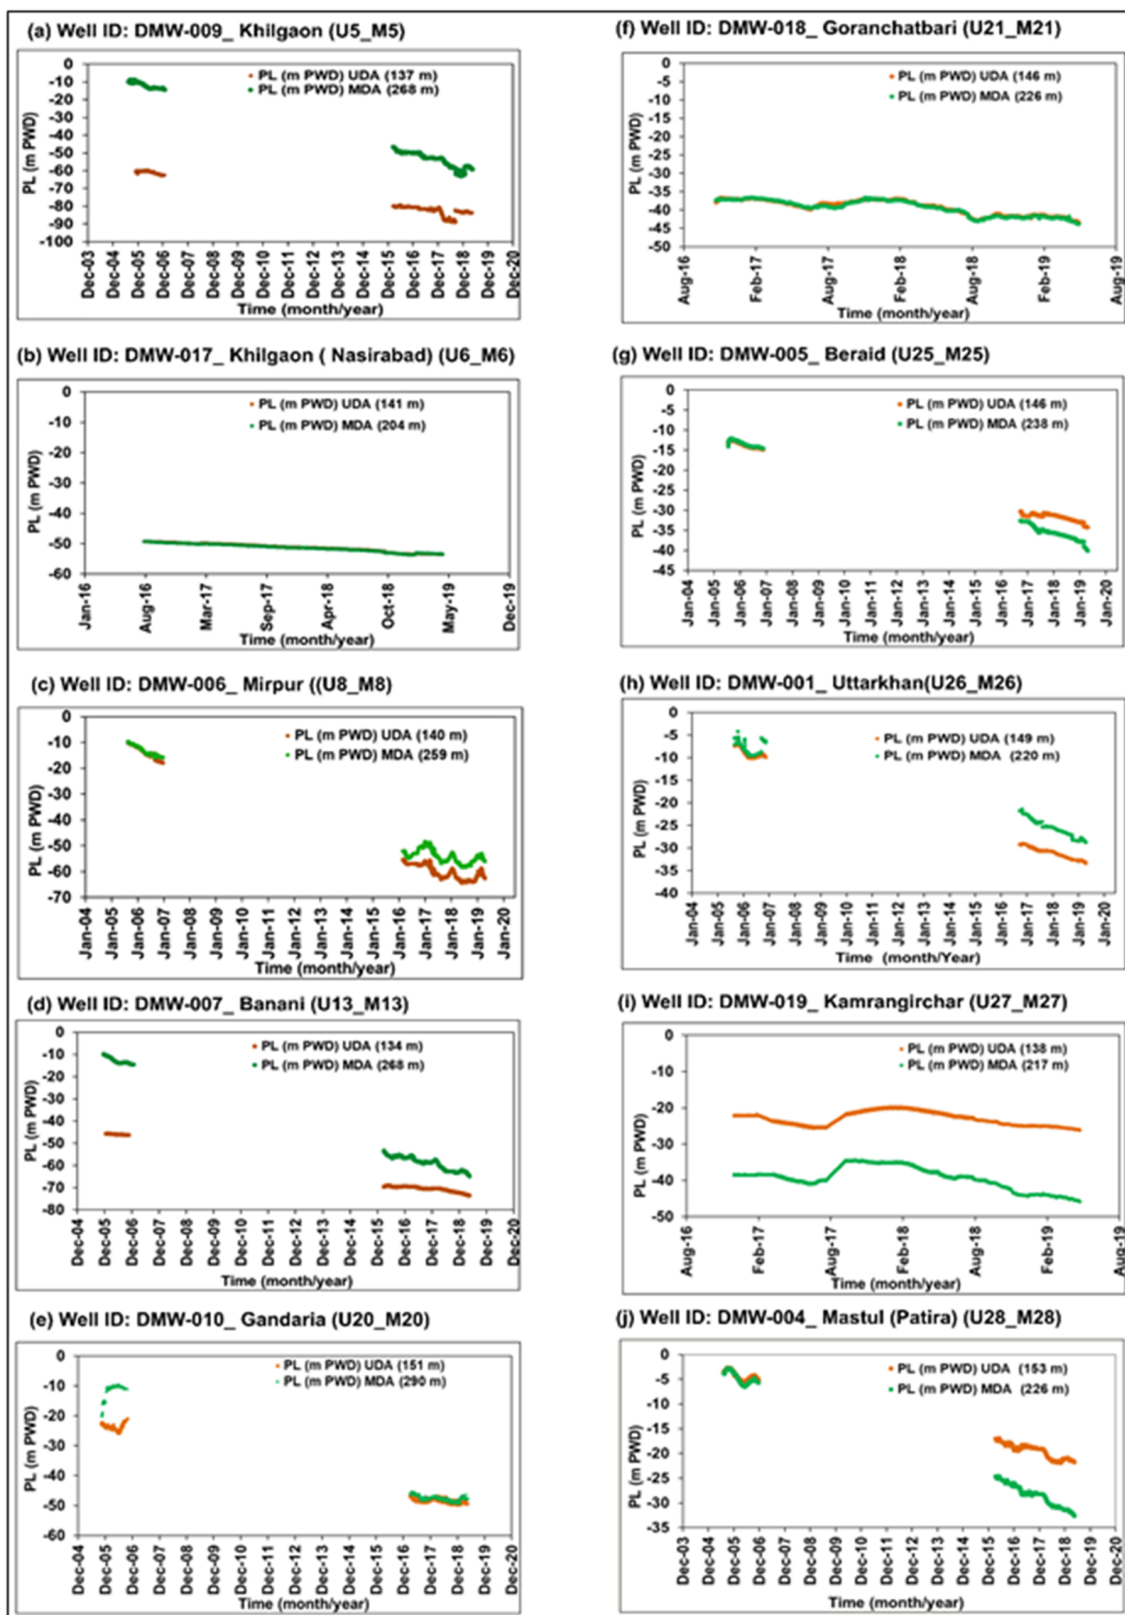 (a) Well ID: DMW-009_ Khilgaon (U5_M5)
PL (m PWD) UDA (137 m)
PL (m PWD) MDA (268 m)
PL (m PWD)
0
-10
-20
-30
-40
-50
-60
-70
-80
-90
-100
Dec-03
Dec-04
Dec-05
Dec-06
Dec-07
Dec-08
Dec-09
Dec-10
Dec-11
Dec-12
Dec-13
Dec-14
Dec-15
Dec-16
Dec-17
Dec-18
Dec-19
Dec-20
Time (month/year)
(b) Well ID: DMW-017_ Khilgaon ( Nasirabad) (U6_M6)
PL (m PWD) UDA (141 m)
PL (m PWD) MDA (204 m)
PL (m PWD)
0
-10
-20
-30
-40
-50
-60
Jan-16
Aug-16
Mar-17
Sep-17
Apr-18
Oct-18
May-19
Dec-19
Time (month/year)
(c) Well ID: DMW-006_ Mirpur ((U8_M8)
PL (m PWD) UDA (140 m)
PL (m PWD) MDA (259 m)
PL (m PWD)
0
-10
-20
-30
-40
-50
-60
-70
Jan-04
Jan-05
Jan-06
Jan-07
Jan-08
Jan-09
Jan-10
Jan-11
Jan-12
Jan-13
Jan-14
Jan-15
Jan-16
Jan-17
Jan-18
Jan-19
Jan-20
Time (month/year)
(d) Well ID: DMW-007_ Banani (U13_M13)
PL (m PWD) UDA (134 m)
PL (m PWD) MDA (268 m)
PL (m PWD)
0
-10
-20
-30
-40
-50
-60
-70
-80
Dec-04
Dec-05
Dec-06
Dec-07
Dec-08
Dec-09
Dec-10
Dec-11
Dec-12
Dec-13
Dec-14
Dec-15
Dec-16
Dec-17
Dec-18
Dec-19
Dec-20
Time (month/year)
(e) Well ID: DMW-010_ Gandaria (U20_M20)
PL (m PWD) UDA (151 m)
PL (m PWD) MDA (290 m)
PL (m PWD)
0
-10
-20
-30
-40
-50
-60
Dec-04
Dec-05
Dec-06
Dec-07
Dec-08
Dec-09
Dec-10
Dec-11
Dec-12
Dec-13
Dec-14
Dec-15
Dec-16
Dec-17
Dec-18
Dec-19
Dec-20
Time (month/year)
(f) Well ID: DMW-018_ Goranchatbari (U21_M21)
PL (m PWD) UDA (146 m)
PL (m PWD) MDA (226 m)
PL (m PWD)
0
-5
-10
-15
-20
-25
-30
-35
-40
-45
-50
Aug-16
Feb-17
Aug-17
Feb-18
Aug-18
Feb-19
Aug-19
Time (month/year)
(g) Well ID: DMW-005_ Beraid (U25_M25)
PL (m PWD) UDA (146 m)
PL (m PWD) MDA (238 m)
PL (m PWD)
0
-5
-10
-15
-20
-25
-30
-35
-40
-45
Jan-04
Jan-05
Jan-06
Jan-07
Jan-08
Jan-09
Jan-10
Jan-11
Jan-12
Jan-13
Jan-14
Jan-15
Jan-16
Jan-17
Jan-18
Jan-19
Jan-20
Time (month/year)
(h) Well ID: DMW-001_ Uttarkhan(U26_M26)
PL (m PWD) UDA (149 m)
PL (m PWD) MDA (220 m)
PL (m PWD)
0
-5
-10
-15
-20
-25
-30
-35
-40
Jan-04
Jan-05
Jan-06
Jan-07
Jan-08
Jan-09
Jan-10
Jan-11
Jan-12
Jan-13
Jan-14
Jan-15
Jan-16
Jan-17
Jan-18
Jan-19
Jan-20
Time (month/Year)
(i) Well ID: DMW-019_ Kamrangirchar (U27_M27)
PL (m PWD) UDA (138 m)
PL (m PWD) MDA (217 m)
PL (m PWD)
0
-10
-20
-30
-40
-50
Aug-16
Feb-17
Aug-17
Feb-18
Aug-18
Feb-19
Aug-19
Time (month/year)
(j) Well ID: DMW-004_ Mastul (Patira) (U28_M28)
PL (m PWD) UDA (153 m)
PL (m PWD) MDA (226 m)
PL (m PWD)
0
-5
-10
-15
-20
-25
-30
-35
Dec-03
Dec-04
Dec-05
Dec-06
Dec-07
Dec-08
Dec-09
Dec-10
Dec-11
Dec-12
Dec-13
Dec-14
Dec-15
Dec-16
Dec-17
Dec-18
Dec-19
Dec-20
Time (month/year)